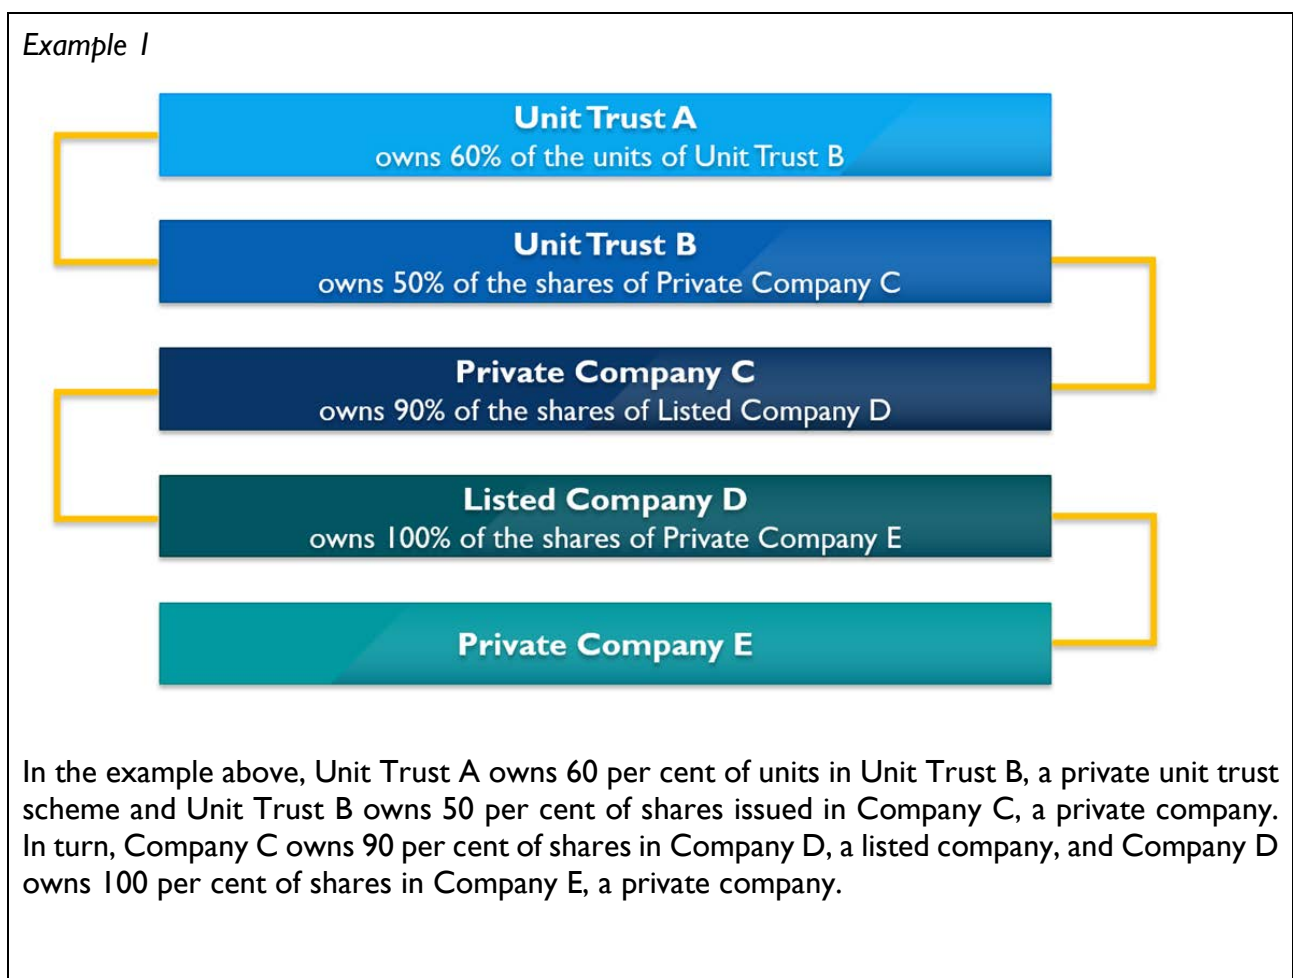 Example 1
Unit Trust A
owns 60% of the units of Unit Trust B
Unit Trust B
owns 50% of the shares of Private Company C
Private Company C
owns 90% of the shares of Listed Company D
Listed Company D
owns 100% of the shares of Private Company E
Private Company E
In the example above, Unit Trust A owns 60 per cent of units in Unit Trust B, a private unit trust
scheme and Unit Trust B owns 50 per cent of shares issued in Company C, a private company.
In turn, Company C owns 90 per cent of shares in Company D, a listed company, and Company D
owns 100 per cent of shares in Company E, a private company.